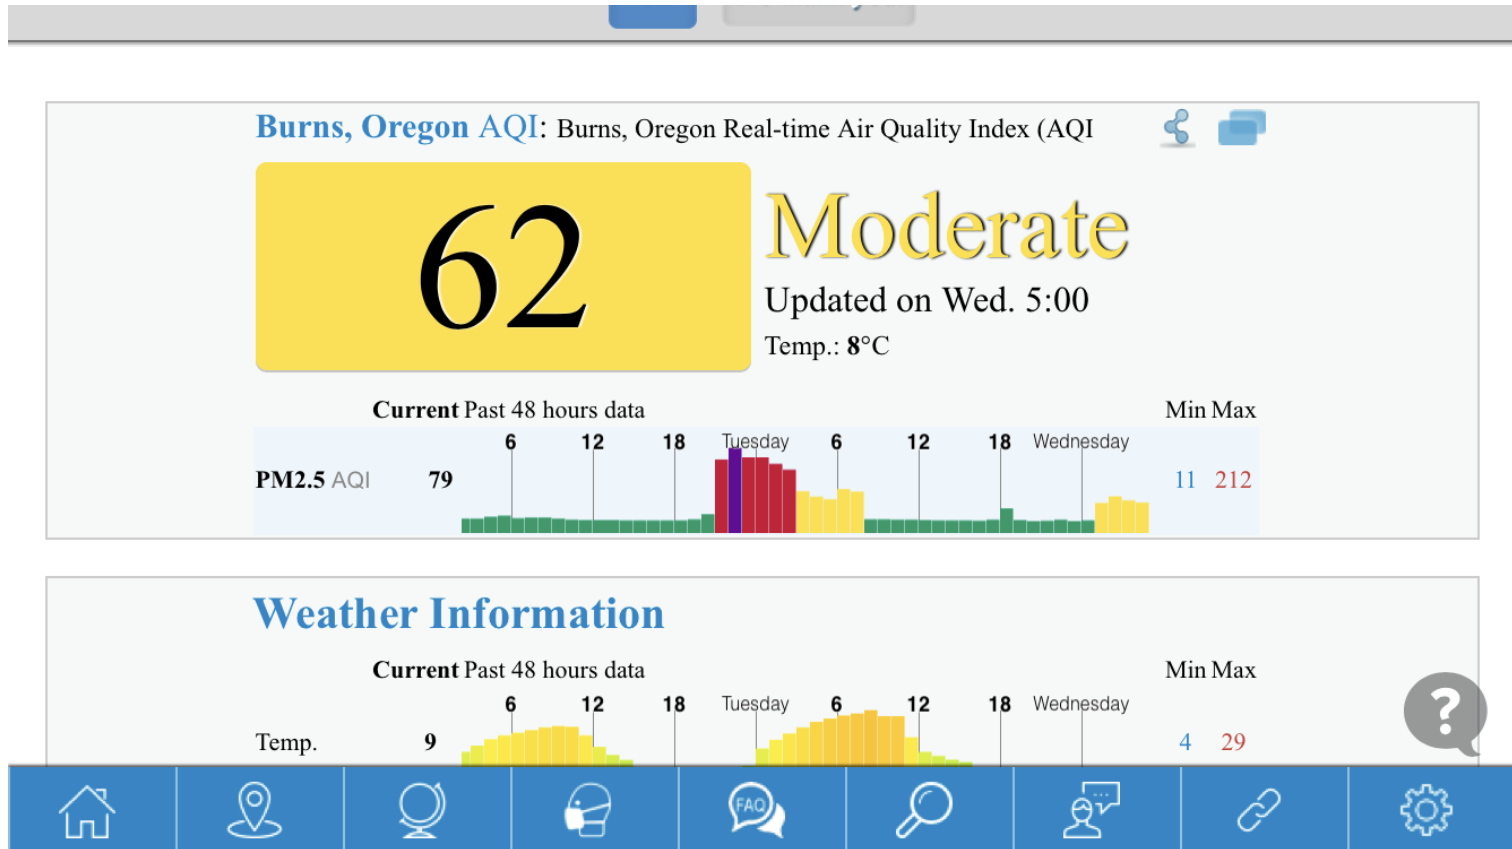 Burns, Oregon AQI: Burns, Oregon Real-time Air Quality Index (AQI
62
Moderate
Updated on Wed. 5:00
Temp.: 8°C
Current Past 48 hours data Min Max
6 12 18 Tuesday 6 12 18 Wednesday
PM2.5 AQI 79 11 212
Weather Information
Current Past 48 hours data Min Max
6 12 18 Tuesday 6 12 18 Wednesday
Temp. 9 4 29
?
FAQ